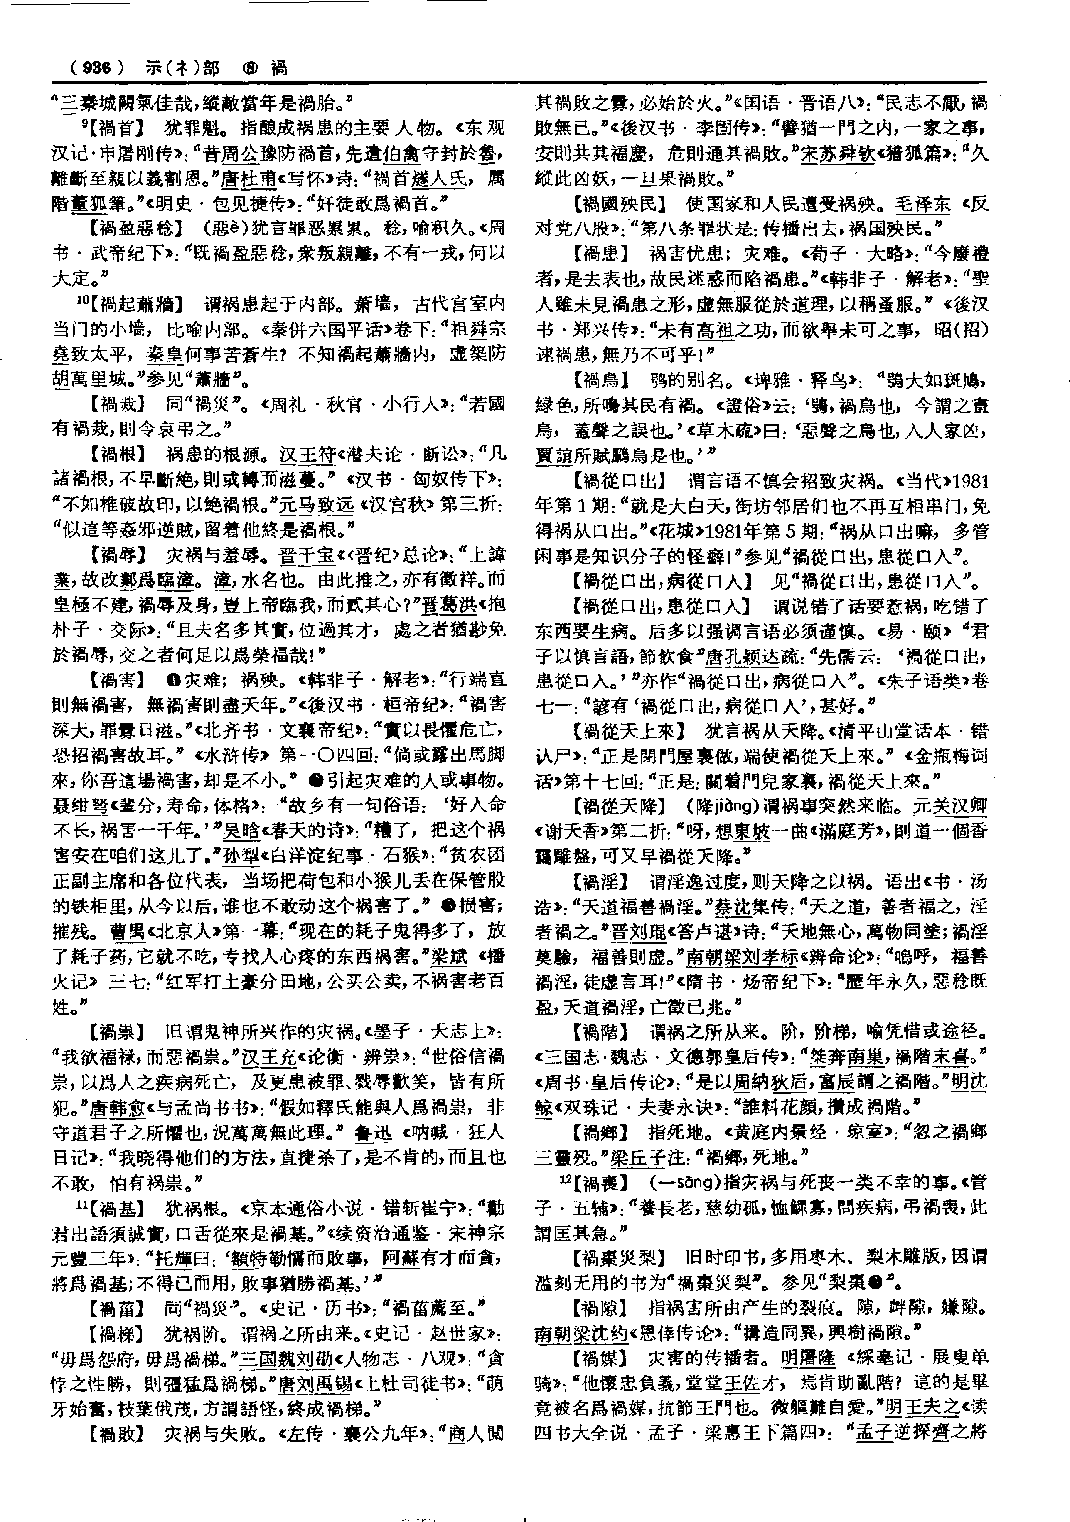 (936) 示(礻)部 ⑨ 禍
“三秦城闕氣佳哉，縱敵當年是禍胎。”
⁹【禍首】 犹罪魁。指酿成祸患的主要人物。《东观
汉记·申屠刚传》：“昔周公豫防禍首，先遣伯禽守封於魯，
離斷至親以義割恩。”唐杜甫《写怀》诗：“禍首燧人氏，厲
階董狐筆。”《明史·包见捷传》：“奸徒敢爲禍首。”
【禍盈惡稔】 (惡è)犹言罪恶累累。稔，喻积久。《周
书·武帝纪下》：“既禍盈惡稔，衆叛親離，不有一戎，何以
大定。”
¹⁰【禍起蕭牆】 谓祸患起于内部。萧墙，古代宫室内
当门的小墙，比喻内部。《秦併六国平话》卷下：“祖舜宗
堯致太平，秦皇何事苦蒼生？不知禍起蕭牆内，虚築防
胡萬里城。”参见“蕭牆”。
【禍烖】 同“禍災”。《周礼·秋官·小行人》：“若國
有禍烖，則令哀弔之。”
【禍根】 祸患的根源。汉王符《潜夫论·断讼》：“凡
諸禍根，不早斷絶，則或轉而滋蔓。”《汉书·匈奴传下》：
“不如椎破故印，以絶禍根。”元马致远《汉宫秋》第三折：
“似這等姦邪逆賊，留着他終是禍根。”
【禍辱】 灾祸与羞辱。晋干宝《〈晋纪〉总论》：“上諱
業，故改鄴爲臨漳。漳，水名也。由此推之，亦有徵祥。而
皇極不建，禍辱及身，豈上帝臨我，而貳其心？”晋葛洪《抱
朴子·交际》：“且夫名多其實，位過其才，處之者猶尠免
於禍辱，交之者何足以爲榮福哉！”
【禍害】 ❶灾难；祸殃。《韩非子·解老》：“行端直
則無禍害，無禍害則盡天年。”《後汉书·桓帝纪》：“禍害
深大，罪釁日滋。”《北齐书·文襄帝纪》：“實以畏懼危亡，
恐招禍害故耳。”《水浒传》第一〇四回：“倘或露出馬脚
來，你吾這場禍害，却是不小。” ❷引起灾难的人或事物。
聂绀弩《辈分，寿命，体格》：“故乡有一句俗语：‘好人命
不长，祸害一千年。’”吴晗《春天的诗》：“糟了，把这个祸
害安在咱们这儿了。”孙犁《白洋淀纪事·石猴》：“贫农团
正副主席和各位代表，当场把荷包和小猴儿丢在保管股
的铁柜里，从今以后，谁也不敢动这个祸害了。” ❸损害；
摧残。曹禺《北京人》第一幕：“现在的耗子鬼得多了，放
了耗子药，它就不吃，专找人心疼的东西祸害。”梁斌《播
火记》三七：“红军打土豪分田地，公买公卖，不祸害老百
姓。”
【禍祟】 旧谓鬼神所兴作的灾祸。《墨子·天志上》：
“我欲福禄，而惡禍祟。”汉王充《论衡·辨祟》：“世俗信禍
祟，以爲人之疾病死亡，及更患被罪、戮辱歡笑，皆有所
犯。”唐韩愈《与孟尚书书》：“假如釋氏能與人爲禍祟，非
守道君子之所懼也，況萬萬無此理。”鲁迅《呐喊·狂人
日记》：“我晓得他们的方法，直捷杀了，是不肯的，而且也
不敢，怕有祸祟。”
¹¹【禍基】 犹祸根。《京本通俗小说·错斩崔宁》：“勸
君出語須誠實，口舌從來是禍基。”《续资治通鉴·宋神宗
元豐三年》：“托輝曰：‘額特勒懦而敗事，阿蘇有才而貪，
將爲禍基；不得已而用，敗事猶勝禍基。’”
【禍菑】 同“禍災”。《史记·历书》：“禍菑薦至。”
【禍梯】 犹祸阶。谓祸之所由来。《史记·赵世家》：
“毋爲怨府，毋爲禍梯。”三国魏刘劭《人物志·八观》：“貪
悖之性勝，則彊猛爲禍梯。”唐刘禹锡《上杜司徒书》：“萌
牙始奮，枝葉俄茂，方謂語怪，終成禍梯。”
【禍敗】 灾祸与失败。《左传·襄公九年》：“商人閲
其禍敗之釁，必始於火。”《国语·晋语八》：“民志不厭，禍
敗無已。”《後汉书·李固传》：“譬猶一門之内，一家之事，
安則共其福慶，危則通其禍敗。”宋苏舜钦《猎狐篇》：“久
縱此凶妖，一旦果禍敗。”
【禍國殃民】 使国家和人民遭受祸殃。毛泽东《反
对党八股》：“第八条罪状是：传播出去，祸国殃民。”
【禍患】 祸害忧患；灾难。《荀子·大略》：“今廢禮
者，是去表也，故民迷惑而陷禍患。”《韩非子·解老》：“聖
人雖未見禍患之形，虚無服從於道理，以稱蚤服。”《後汉
书·郑兴传》：“未有高祖之功，而欲舉未可之事，昭(招)
速禍患，無乃不可乎！”
【禍鳥】 鸮的别名。《埤雅·释鸟》：“鴞大如斑鳩，
緑色，所鳴其民有禍。《證俗》云：‘鴞，禍鳥也，今謂之畫
鳥，蓋聲之誤也。’《草木疏》曰：‘惡聲之鳥也，入人家凶，
賈誼所賦鵩鳥是也。’”
【禍從口出】 谓言语不慎会招致灾祸。《当代》1981
年第1期：“就是大白天，街坊邻居们也不再互相串门，免
得祸从口出。”《花城》1981年第5期：“祸从口出嘛，多管
闲事是知识分子的怪癖！”参见“禍從口出，患從口入”。
【禍從口出，病從口入】 见“禍從口出，患從口入”。
【禍從口出，患從口入】 谓说错了话要惹祸，吃错了
东西要生病。后多以强调言语必须谨慎。《易·颐》“君
子以慎言語，節飲食”唐孔颖达疏：“先儒云：‘禍從口出，
患從口入。’”亦作“禍從口出，病從口入”。《朱子语类》卷
七一：“諺有‘禍從口出，病從口入’，甚好。”
【禍從天上來】 犹言祸从天降。《清平山堂话本·错
认尸》：“正是閉門屋裏做，端使禍從天上來。”《金瓶梅词
话》第十七回：“正是：關着門兒家裏，禍從天上來。”
【禍從天降】 (降jiàng)谓祸事突然来临。元关汉卿
《谢天香》第二折：“呀，想東坡一曲《滿庭芳》，則道一個香
靄雕盤，可又早禍從天降。”
【禍淫】 谓淫逸过度，则天降之以祸。语出《书·汤
诰》：“天道福善禍淫。”蔡沈集传：“天之道，善者福之，淫
者禍之。”晋刘琨《答卢谌》诗：“天地無心，萬物同塗；禍淫
莫驗，福善則虚。”南朝梁刘孝标《辨命论》：“嗚呼，福善
禍淫，徒虚言耳！”《隋书·炀帝纪下》：“歷年永久，惡稔既
盈，天道禍淫，亡徵已兆。”
【禍階】 谓祸之所从来。阶，阶梯，喻凭借或途径。
《三国志·魏志·文德郭皇后传》：“桀奔南巢，禍階末喜。”
《周书·皇后传论》：“是以周纳狄后，富辰謂之禍階。”明沈
鲸《双珠记·夫妻永诀》：“誰料花顔，攢成禍階。”
【禍鄉】 指死地。《黄庭内景经·琼室》：“忽之禍鄉
三靈殁。”梁丘子注：“禍鄉，死地。”
¹²【禍喪】 (—sāng)指灾祸与死丧一类不幸的事。《管
子·五辅》：“養長老，慈幼孤，恤鰥寡，問疾病，弔禍喪，此
謂匡其急。”
【禍棗災梨】 旧时印书，多用枣木、梨木雕版，因谓
滥刻无用的书为“禍棗災梨”。参见“梨棗❷”。
【禍隙】 指祸害所由产生的裂痕。隙，衅隙，嫌隙。
南朝梁沈约《恩倖传论》：“搆造同異，興樹禍隙。”
【禍媒】 灾害的传播者。明屠隆《綵毫记·展叟单
骑》：“他懷忠負義，堂堂王佐才，焉肯助亂階？這的是畢
竟被名爲禍媒，抗節王門也。微軀難自愛。”明王夫之《读
四书大全说·孟子·梁惠王下篇四》：“孟子逆探齊之將